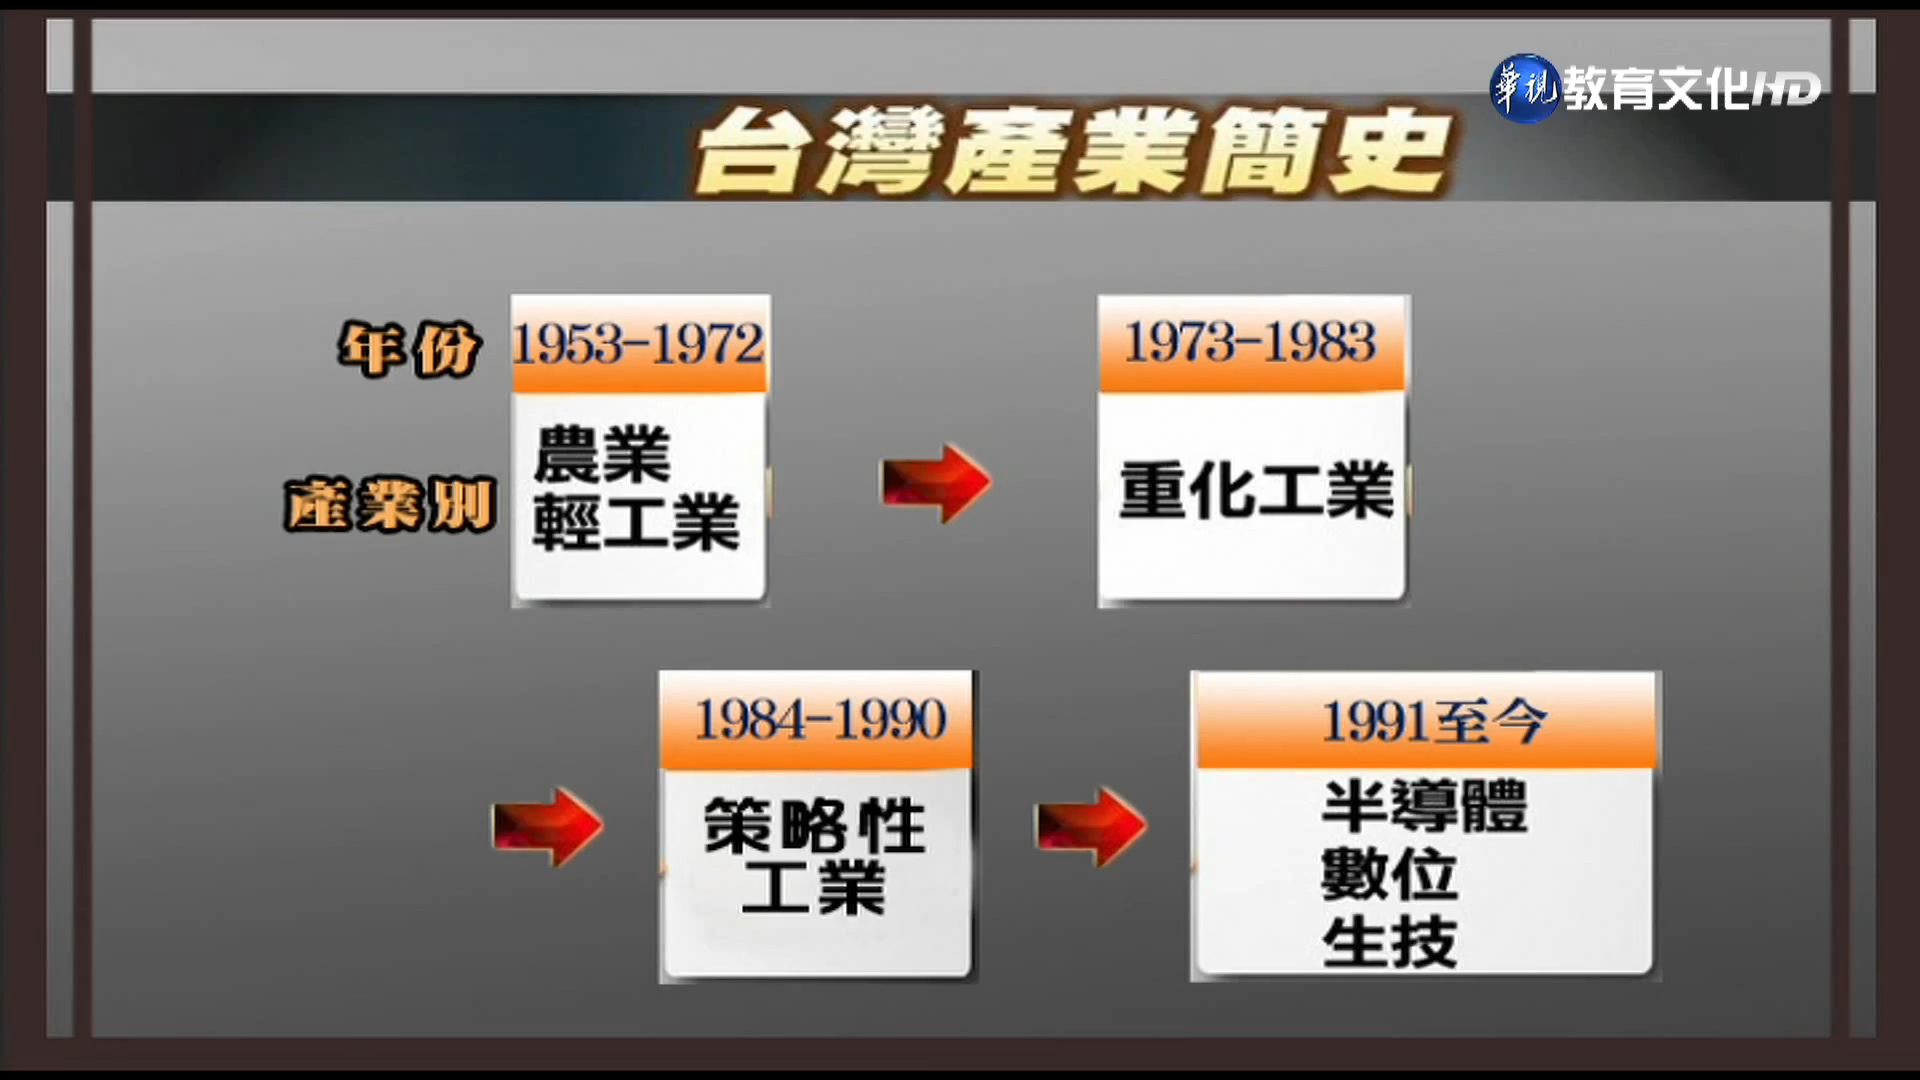 華視 教育文化HD
台灣產業簡史
年份
1953-1972
1973-1983
產業別
農業
輕工業
重化工業
1984-1990
1991至今
策略性
工業
半導體
數位
生技